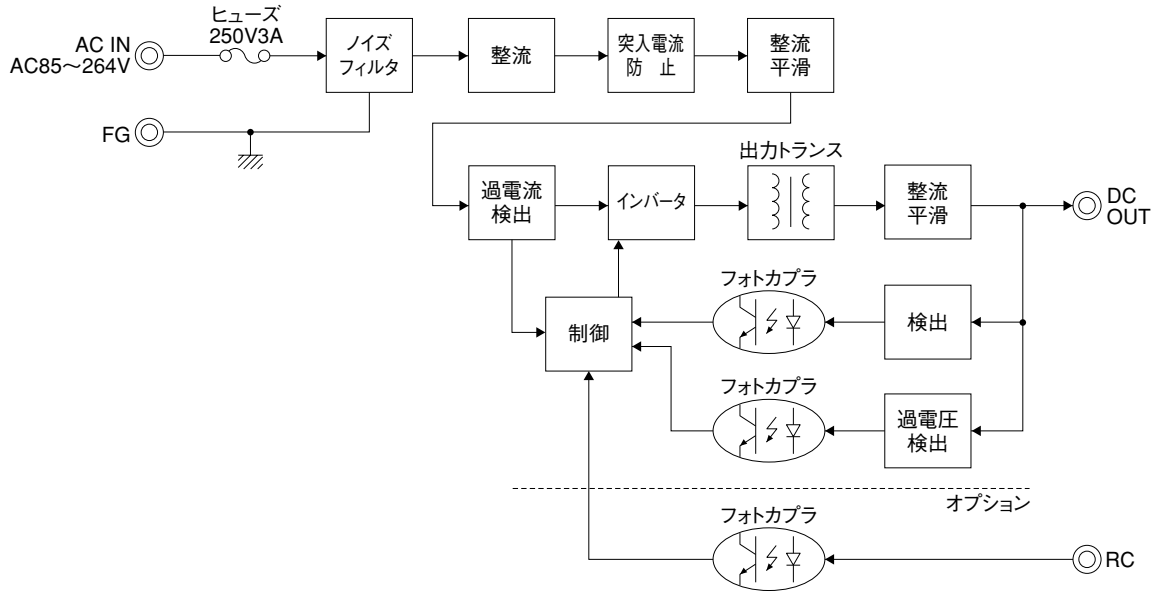 ヒューズ
250V3A
AC IN
AC85〜264V
ノイズ
フィルタ
整流
突入電流
防 止
整流
平滑
FG
出力トランス
過電流
検出
インバータ
整流
平滑
DC
OUT
フォトカプラ
制御
検出
フォトカプラ
過電圧
検出
オプション
フォトカプラ
RC